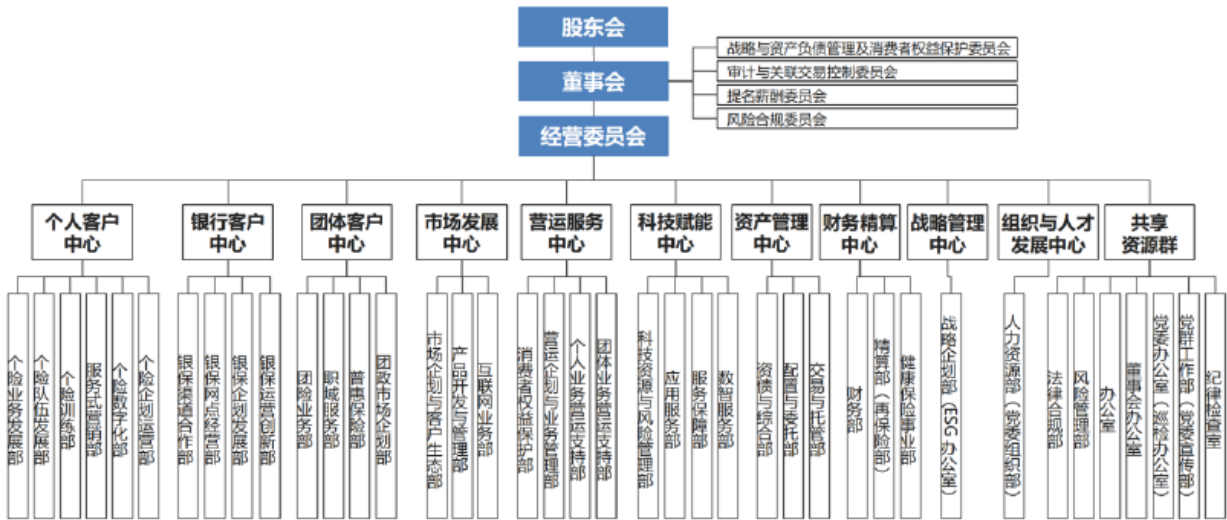 股东会
董事会
战略与资产负债管理及消费者权益保护委员会
审计与关联交易控制委员会
提名薪酬委员会
风险合规委员会
经营委员会
个人客户
中心
银行客户
中心
团体客户
中心
市场发展
中心
营运服务
中心
科技赋能
中心
资产管理
中心
财务精算
中心
战略管理
中心
组织与人才
发展中心
共享
资源群
个险业务发展部
个险队伍发展部
个险训练部
服务式营销部
个险数字化部
个险企划运营部
银保渠道合作部
银保网点经营部
银保企划发展部
银保运营创新部
团险业务部
职域服务部
普惠保险部
团政市场企划部
市场企划与客户生态部
产品开发与管理部
互联网业务部
消费者权益保护部
营运企划与业务管理部
个人业务营运支持部
团体业务营运支持部
科技资源与风险管理部
应用服务部
服务保障部
数智服务部
资债与综合部
配置与委托部
交易与托管部
财务部
精算部（再保险部）
健康保险事业部
战略企划部（ESG 办公室）
人力资源部（党委组织部）
法律合规部
风险管理部
办公室
董事会办公室
党委办公室（巡检办公室）
党群工作部（党委宣传部）
纪律检查室